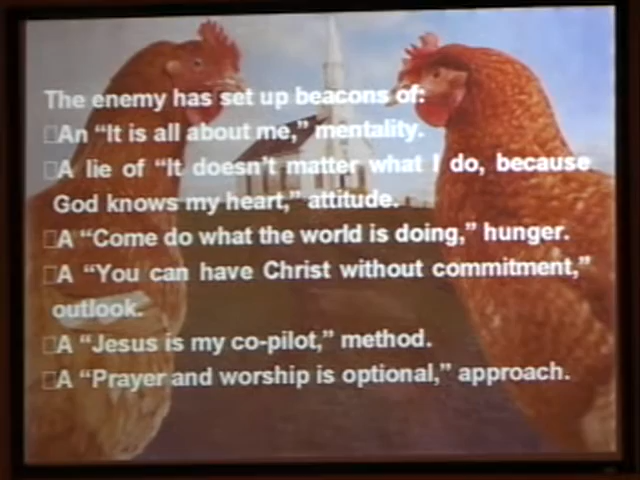 The enemy has set up beacons of:
□An “It is all about me,” mentality.
□A lie of “It doesn’t matter what I do, because
God knows my heart,” attitude.
□A “Come do what the world is doing,” hunger.
□A “You can have Christ without commitment,”
outlook.
□A “Jesus is my co-pilot,” method.
□A “Prayer and worship is optional,” approach.